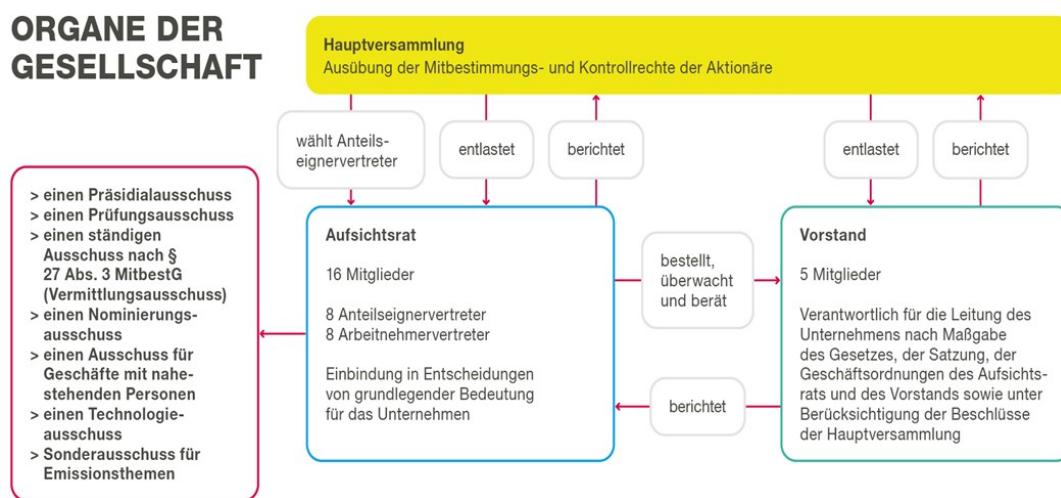 ORGANE DER
GESELLSCHAFT
Hauptversammlung
Ausübung der Mitbestimmungs- und Kontrollrechte der Aktionäre
wählt Anteils-
eignervertreter
entlastet
berichtet
entlastet
berichtet
> einen Präsidialausschuss
> einen Prüfungsausschuss
> einen ständigen
Ausschuss nach §
27 Abs. 3 MitbestG
(Vermittlungsausschuss)
> einen Nominierungs-
ausschuss
> einen Ausschuss für
Geschäfte mit nahe-
stehenden Personen
> einen Technologie-
ausschuss
> Sonderausschuss für
Emissionsthemen
Aufsichtsrat
16 Mitglieder
8 Anteilseignervertreter
8 Arbeitnehmervertreter
Einbindung in Entscheidungen
von grundlegender Bedeutung
für das Unternehmen
bestellt,
überwacht
und berät
berichtet
Vorstand
5 Mitglieder
Verantwortlich für die Leitung des
Unternehmens nach Maßgabe
des Gesetzes, der Satzung, der
Geschäftsordnungen des Aufsichts-
rats und des Vorstands sowie unter
Berücksichtigung der Beschlüsse
der Hauptversammlung